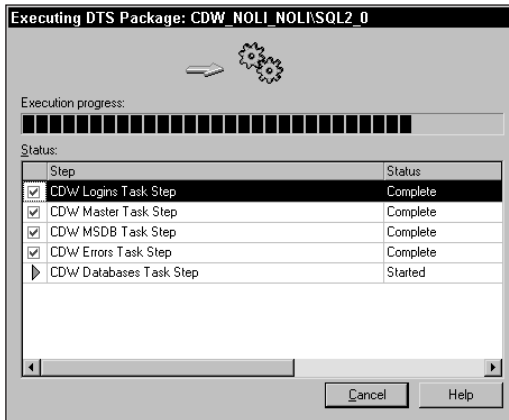 Executing DTS Package: CDW_NOLI_NOLI\SQL2_0
Execution progress:
Status:
Step Status
CDW Logins Task Step Complete
CDW Master Task Step Complete
CDW MSDB Task Step Complete
CDW Errors Task Step Complete
CDW Databases Task Step Started
Cancel Help